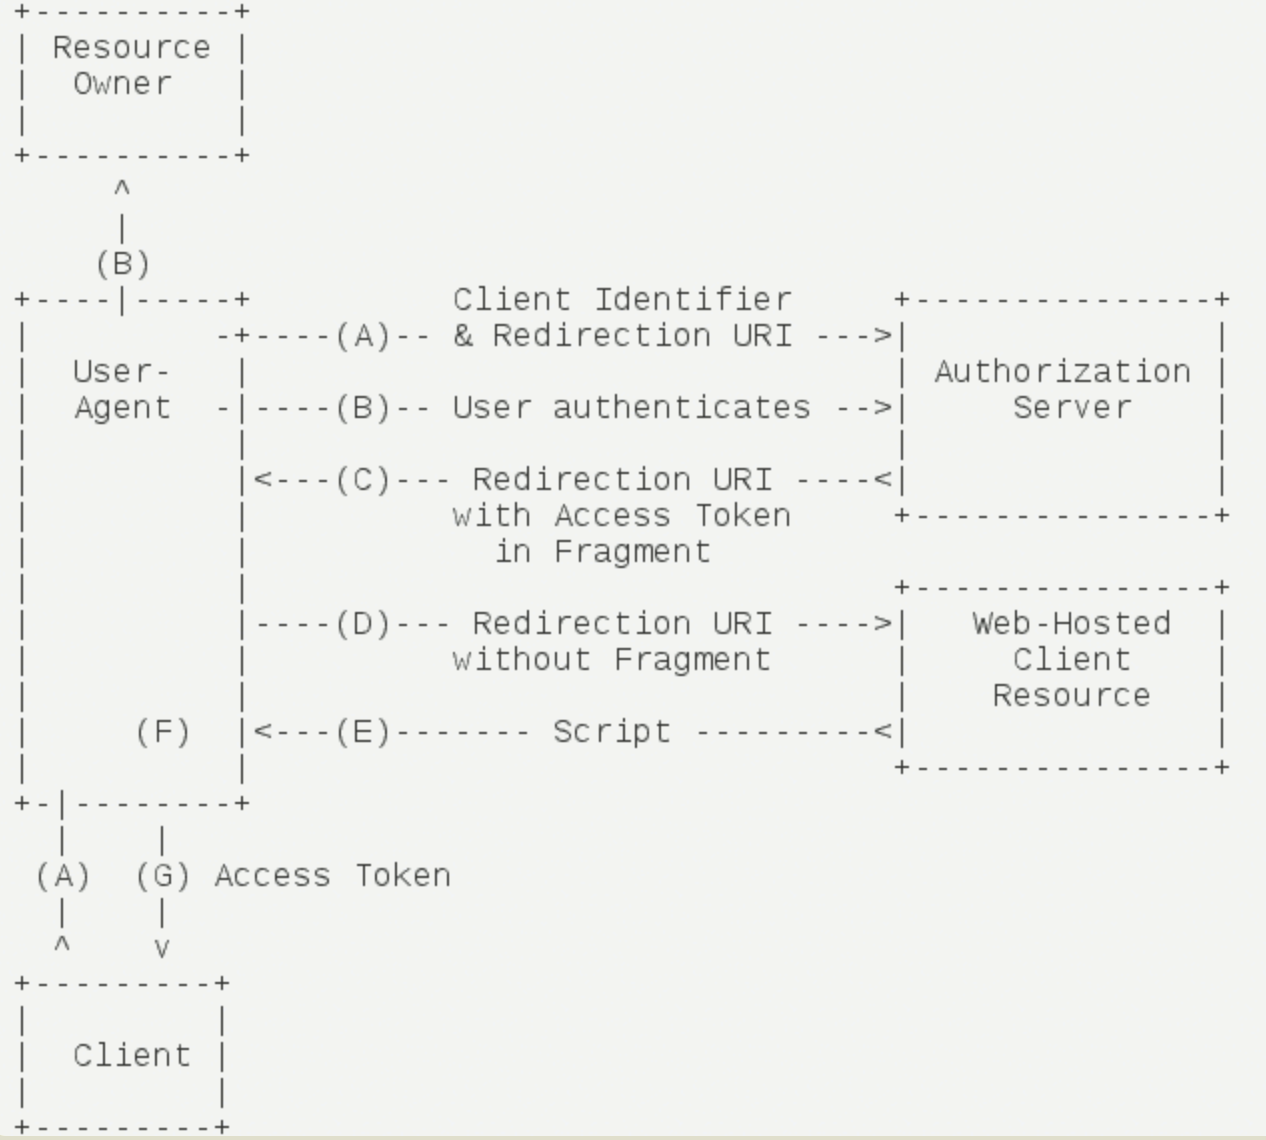 +----------+
| Resource |
|  Owner   |
|          |
+----------+
     ^
     |
    (B)
+----|-----+          Client Identifier     +---------------+
|         -+----(A)-- & Redirection URI --->|               |
|  User-   |                                | Authorization |
|  Agent  -|----(B)-- User authenticates -->|     Server    |
|          |                                |               |
|          |<---(C)--- Redirection URI ----<|               |
|          |          with Access Token     +---------------+
|          |            in Fragment
|          |                                +---------------+
|          |----(D)--- Redirection URI ---->|   Web-Hosted  |
|          |          without Fragment      |     Client    |
|          |                                |    Resource   |
|     (F)  |<---(E)------- Script ---------<|               |
|          |                                +---------------+
+-|--------+
  |    |
 (A)  (G) Access Token
  |    |
  ^    v
+---------+
|         |
|  Client |
|         |
+---------+